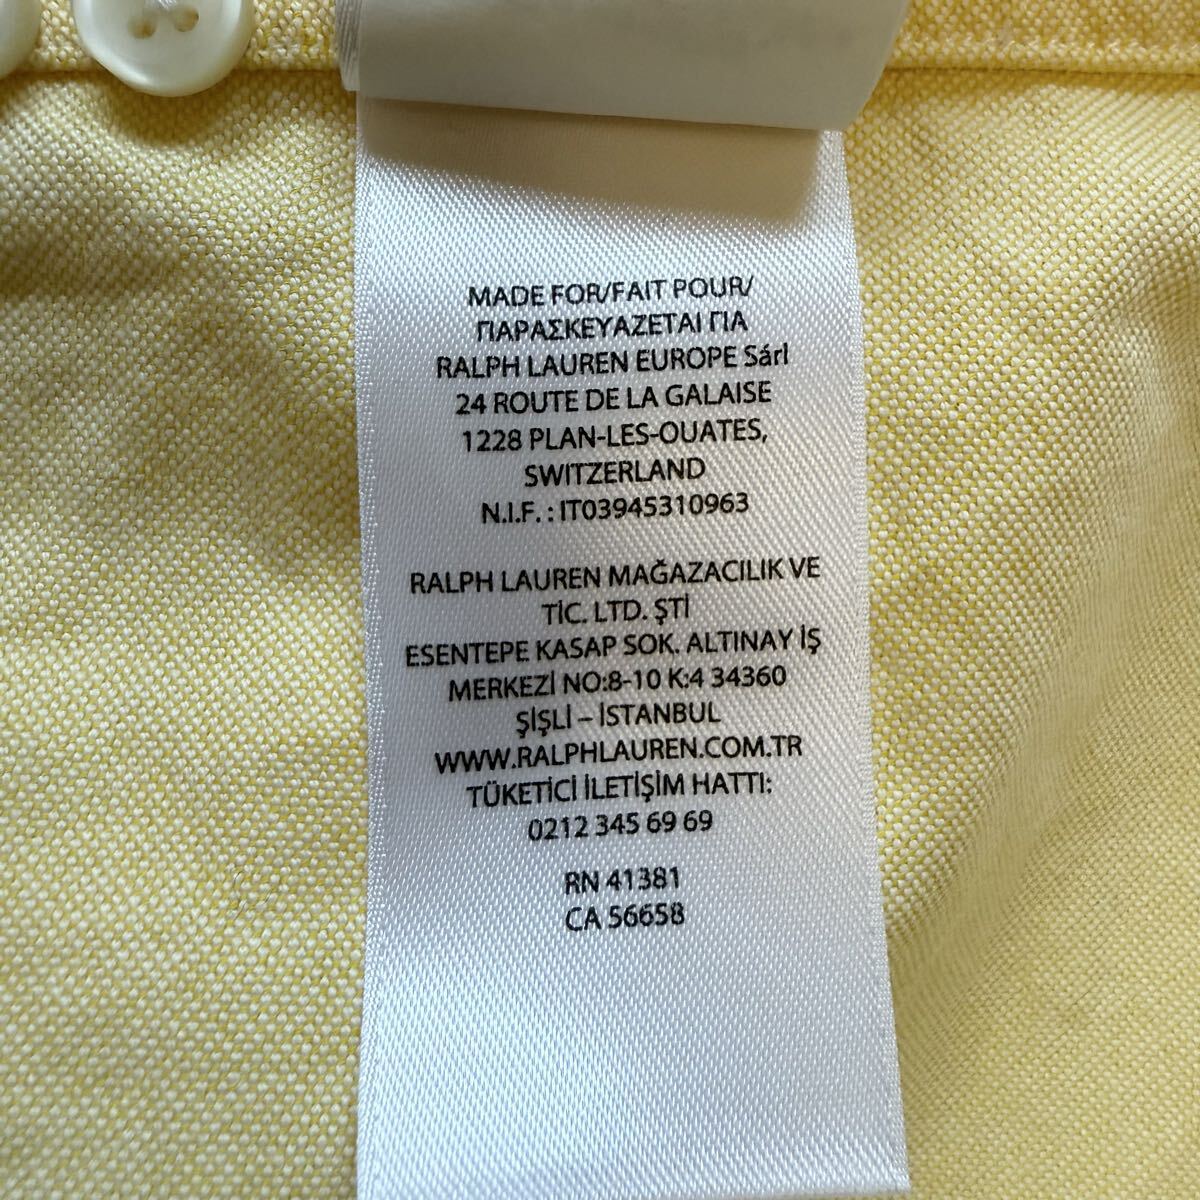 MADE FOR/FAIT POUR/
ΠΑΡΑΣΚΕΥΑΖΕΤΑΙ ΓΙΑ
RALPH LAUREN EUROPE Sárl
24 ROUTE DE LA GALAISE
1228 PLAN-LES-OUATES,
SWITZERLAND
N.I.F. : IT03945310963
RALPH LAUREN MAĞAZACILIK VE
TİC. LTD. ŞTİ
ESENTEPE KASAP SOK. ALTINAY İŞ
MERKEZİ NO:8-10 K:4 34360
ŞİŞLİ – İSTANBUL
WWW.RALPHLAUREN.COM.TR
TÜKETİCİ İLETİŞİM HATTI:
0212 345 69 69
RN 41381
CA 56658